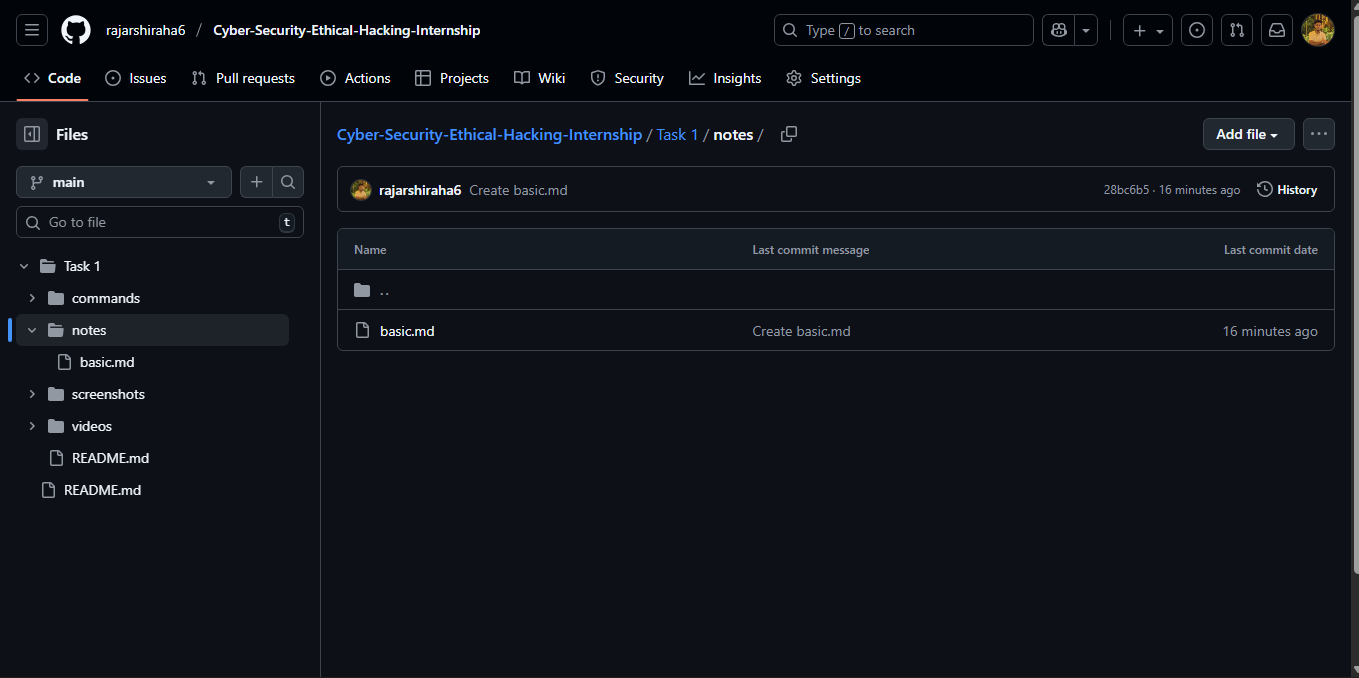 rajarshiraha6 / Cyber-Security-Ethical-Hacking-Internship
Type / to search
Code Issues Pull requests Actions Projects Wiki Security Insights Settings
Files
main
Go to file t
Task 1
commands
notes
basic.md
screenshots
videos
README.md
README.md
Cyber-Security-Ethical-Hacking-Internship / Task 1 / notes /
Add file
rajarshiraha6 Create basic.md 28bc6b5 · 16 minutes ago History
Name Last commit message Last commit date
..
basic.md Create basic.md 16 minutes ago